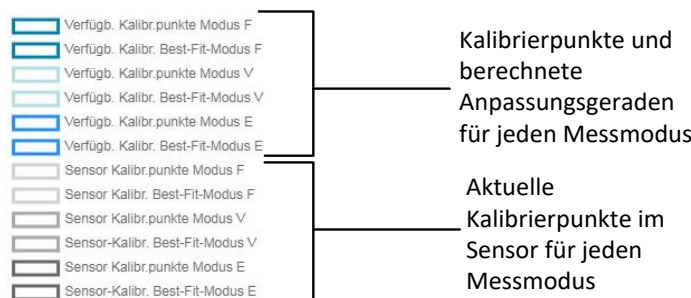 Verfügb. Kalibr.punkte Modus F
Verfügb. Kalibr. Best-Fit-Modus F
Verfügb. Kalibr.punkte Modus V
Verfügb. Kalibr. Best-Fit-Modus V
Verfügb. Kalibr.punkte Modus E
Verfügb. Kalibr. Best-Fit-Modus E
Sensor Kalibr.punkte Modus F
Sensor Kalibr. Best-Fit-Modus F
Sensor Kalibr.punkte Modus V
Sensor-Kalibr. Best-Fit-Modus V
Sensor Kalibr.punkte Modus E
Sensor-Kalibr. Best-Fit-Modus E
Kalibrierpunkte und
berechnete
Anpassungsgeraden
für jeden Messmodus
Aktuelle
Kalibrierpunkte im
Sensor für jeden
Messmodus